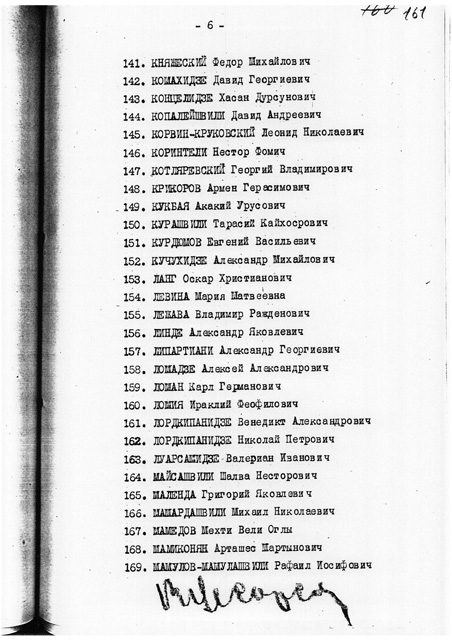 160 161
- 6 -
141. КНЯЖЕСКИЙ Федор Михайлович
142. КОМАХИДЗЕ Давид Георгиевич
143. КОНЦЕЛИДЗЕ Хасан Дурсунович
144. КОПАЛЕЙШВИЛИ Давид Андреевич
145. КОРВИН-КРУКОВСКИЙ Леонид Николаевич
146. КОРИНТЕЛИ Нестор Фомич
147. КОТЛЯРЕВСКИЙ Георгий Владимирович
148. КРИКОРОВ Армен Герасимович
149. КУКВАЯ Акакий Урусович
150. КУРАШВИЛИ Тарасий Кайхосрович
151. КУРДЮМОВ Евгений Васильевич
152. КУЧУХИДЗЕ Александр Михайлович
153. ЛАНГ Оскар Христианович
154. ЛЕВИНА Мария Матвеевна
155. ЛЕЖАВА Владимир Ражденович
156. ЛИНДЕ Александр Яковлевич
157. ЛИПАРТИАНИ Александр Георгиевич
158. ЛОМАДЗЕ Алексей Александрович
159. ЛОМАН Карл Германович
160. ЛОМИЯ Ираклий Феофилович
161. ЛОРДКИПАНИДЗЕ Венедикт Александрович
162. ЛОРДКИПАНИДЗЕ Николай Петрович
163. ЛУАРСАМИДЗЕ Валериан Иванович
164. МАЙСАШВИЛИ Шалва Несторович
165. МАЛЕНДА Григорий Яковлевич
166. МАМАРДАШВИЛИ Михаил Николаевич
167. МАМЕДОВ Мехти Вели Оглы
168. МАМИКОНЯН Арташес Мартынович
169. МАМУЛОВ-МАМУЛАШВИЛИ Рафаил Иосифович